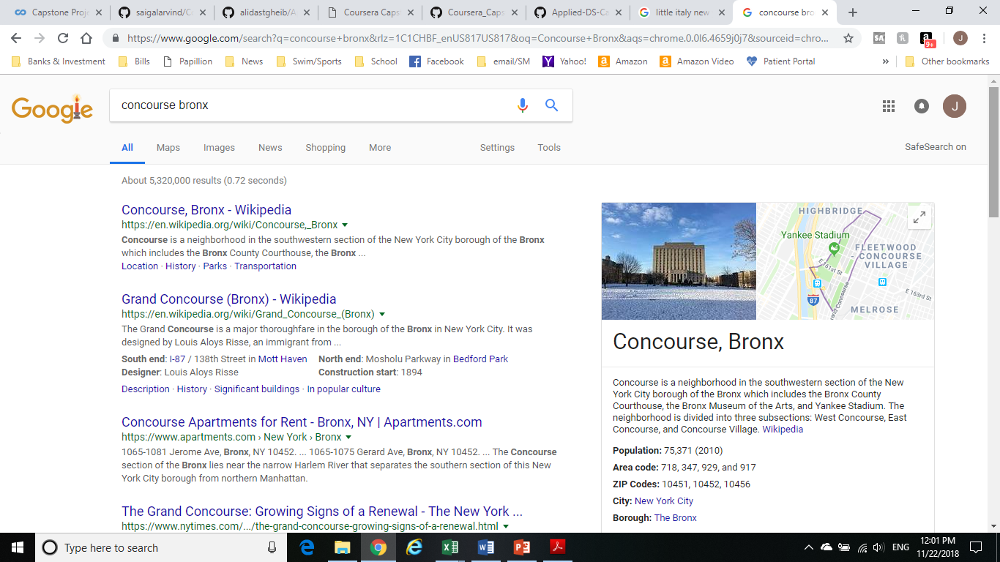 Capstone Proje
saigalarvind/C
alidastgheib/A
Coursera Caps
Coursera_Caps
Applied-DS-Ca
little italy new
concourse bro
https://www.google.com/search?q=concourse+bronx&rlz=1C1CHBF_enUS817US817&oq=Concourse+Bronx&aqs=chrome.0.0l6.4659j0j7&sourceid=chro...
SA
9+
J
Banks & Investment
Bills
Papillion
News
Swim/Sports
School
Facebook
email/SM
Yahoo!
Amazon
Amazon Video
Patient Portal
»
Other bookmarks
Google
concourse bronx
J
All
Maps
Images
News
Shopping
More
Settings
Tools
SafeSearch on
About 5,320,000 results (0.72 seconds)
Concourse, Bronx - Wikipedia
https://en.wikipedia.org/wiki/Concourse,_Bronx
Concourse is a neighborhood in the southwestern section of the New York City borough of the Bronx
which includes the Bronx County Courthouse, the Bronx ...
Location · History · Parks · Transportation
Grand Concourse (Bronx) - Wikipedia
https://en.wikipedia.org/wiki/Grand_Concourse_(Bronx)
The Grand Concourse is a major thoroughfare in the borough of the Bronx in New York City. It was
designed by Louis Aloys Risse, an immigrant from ...
South end: I-87 / 138th Street in Mott Haven
North end: Mosholu Parkway in Bedford Park
Designer: Louis Aloys Risse
Construction start: 1894
Description · History · Significant buildings · In popular culture
Concourse Apartments for Rent - Bronx, NY | Apartments.com
https://www.apartments.com › New York › Bronx
1065-1081 Jerome Ave, Bronx, NY 10452. ... 1065-1075 Gerard Ave, Bronx, NY 10452. ... The Concourse
section of the Bronx lies near the narrow Harlem River that separates the southern section of this New
York City borough from northern Manhattan.
The Grand Concourse: Growing Signs of a Renewal - The New York ...
https://www.nytimes.com/.../the-grand-concourse-growing-signs-of-a-renewal.html
HIGHBRIDGE
Yankee Stadium
FLEETWOOD
- CONCOURSE
VILLAGE
E 161st St
87
rand Concourse
E 163rd St
MELROSE
Concourse, Bronx
Concourse is a neighborhood in the southwestern section of the New
York City borough of the Bronx which includes the Bronx County
Courthouse, the Bronx Museum of the Arts, and Yankee Stadium. The
neighborhood is divided into three subsections: West Concourse, East
Concourse, and Concourse Village. Wikipedia
Population: 75,371 (2010)
Area code: 718, 347, 929, and 917
ZIP Codes: 10451, 10452, 10456
City: New York City
Borough: The Bronx
Type here to search
ENG
12:01 PM
11/22/2018